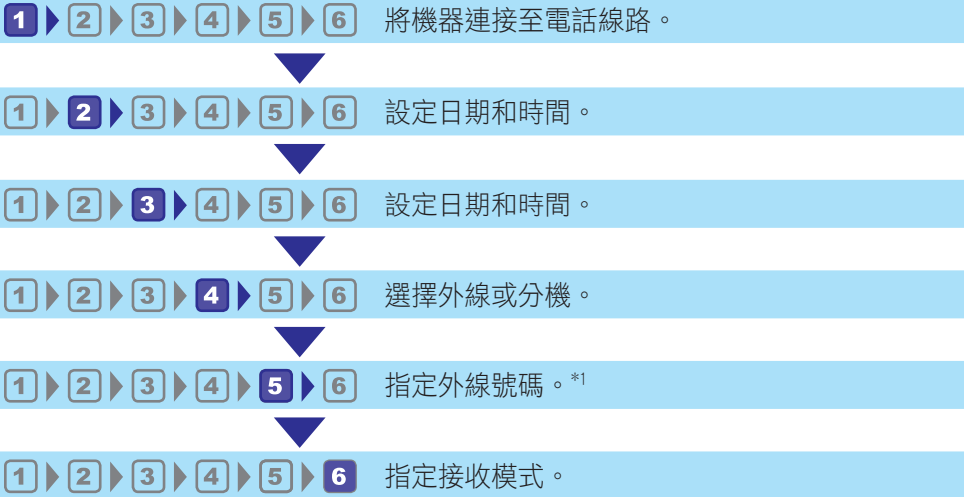 1 2 3 4 5 6 將機器連接至電話線路。
1 2 3 4 5 6 設定日期和時間。
1 2 3 4 5 6 設定日期和時間。
1 2 3 4 5 6 選擇外線或分機。
1 2 3 4 5 6 指定外線號碼。*1
1 2 3 4 5 6 指定接收模式。